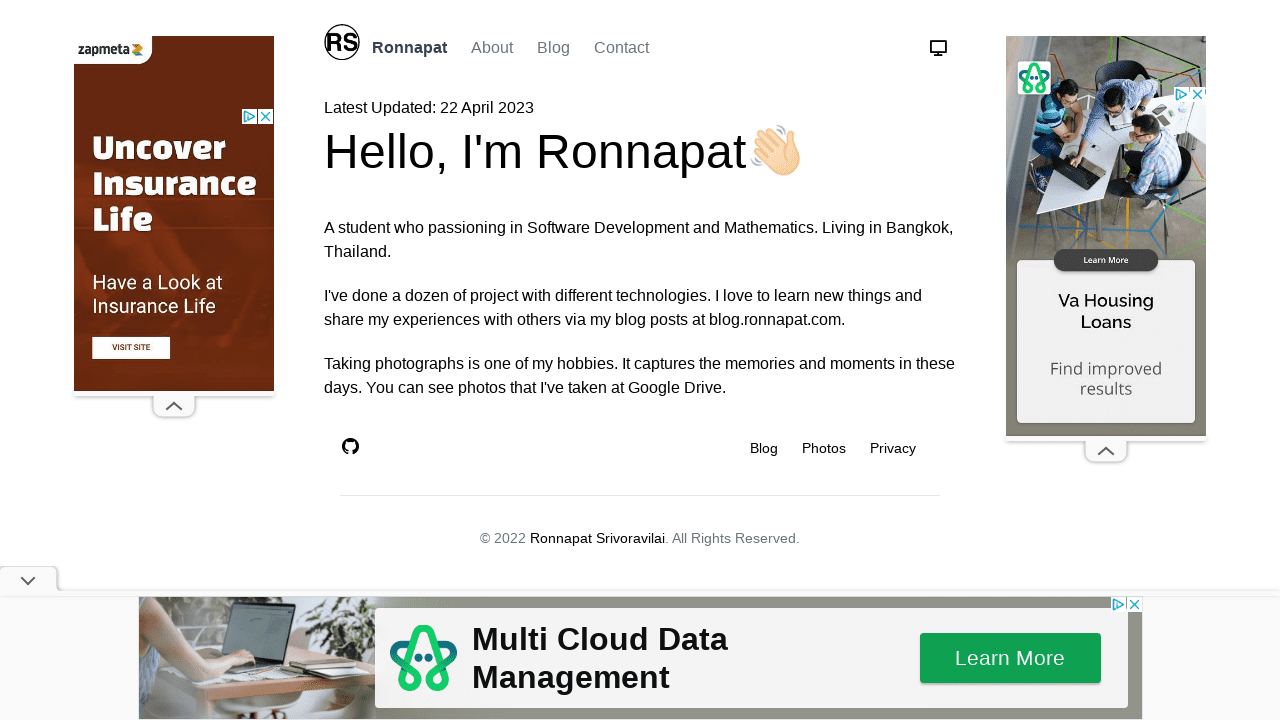 RS
Ronnapat
About
Blog
Contact
zapmeta
Uncover
Insurance
Life
Have a Look at
Insurance Life
VISIT SITE
Latest Updated: 22 April 2023
Hello, I'm Ronnapat
A student who passioning in Software Development and Mathematics. Living in Bangkok,
Thailand.
I've done a dozen of project with different technologies. I love to learn new things and
share my experiences with others via my blog posts at blog.ronnapat.com.
Taking photographs is one of my hobbies. It captures the memories and moments in these
days. You can see photos that I've taken at Google Drive.
Learn More
Va Housing
Loans
Find improved
results
Blog
Photos
Privacy
© 2022 Ronnapat Srivoravilai. All Rights Reserved.
Multi Cloud Data
Management
Learn More